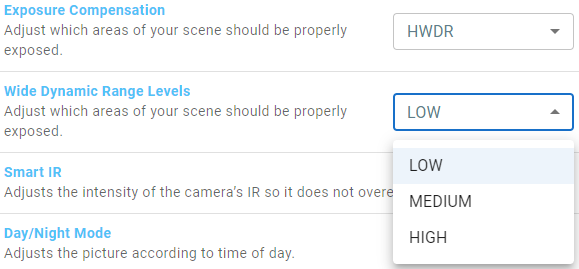 Exposure Compensation
Adjust which areas of your scene should be properly
exposed.
HWDR
Wide Dynamic Range Levels
Adjust which areas of your scene should be properly
exposed.
LOW
LOW
MEDIUM
HIGH
Smart IR
Adjusts the intensity of the camera's IR so it does not overe
Day/Night Mode
Adjusts the picture according to time of day.